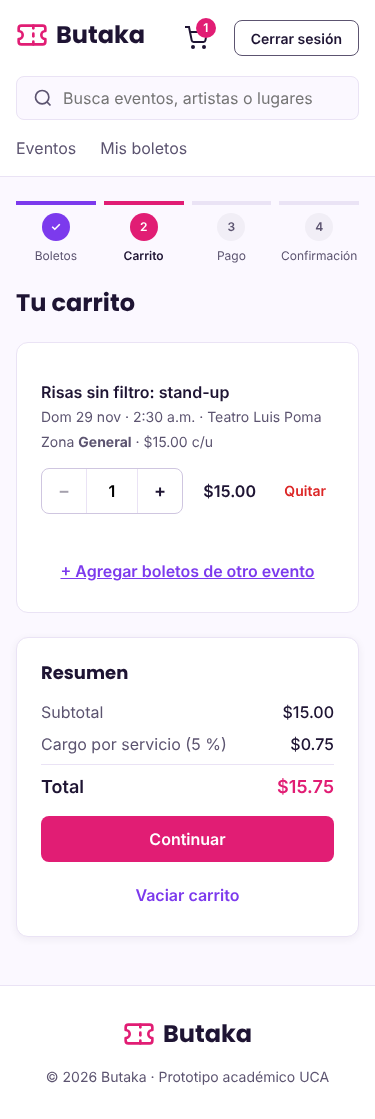 Butaka
1
Cerrar sesión
Busca eventos, artistas o lugares
Eventos
Mis boletos
2
3
4
Boletos
Carrito
Pago
Confirmación
Tu carrito
Risas sin filtro: stand-up
Dom 29 nov · 2:30 a.m. · Teatro Luis Poma
Zona General · $15.00 c/u
− 1 + $15.00 Quitar
+ Agregar boletos de otro evento
Resumen
Subtotal $15.00
Cargo por servicio (5 %) $0.75
Total $15.75
Continuar
Vaciar carrito
Butaka
© 2026 Butaka · Prototipo académico UCA